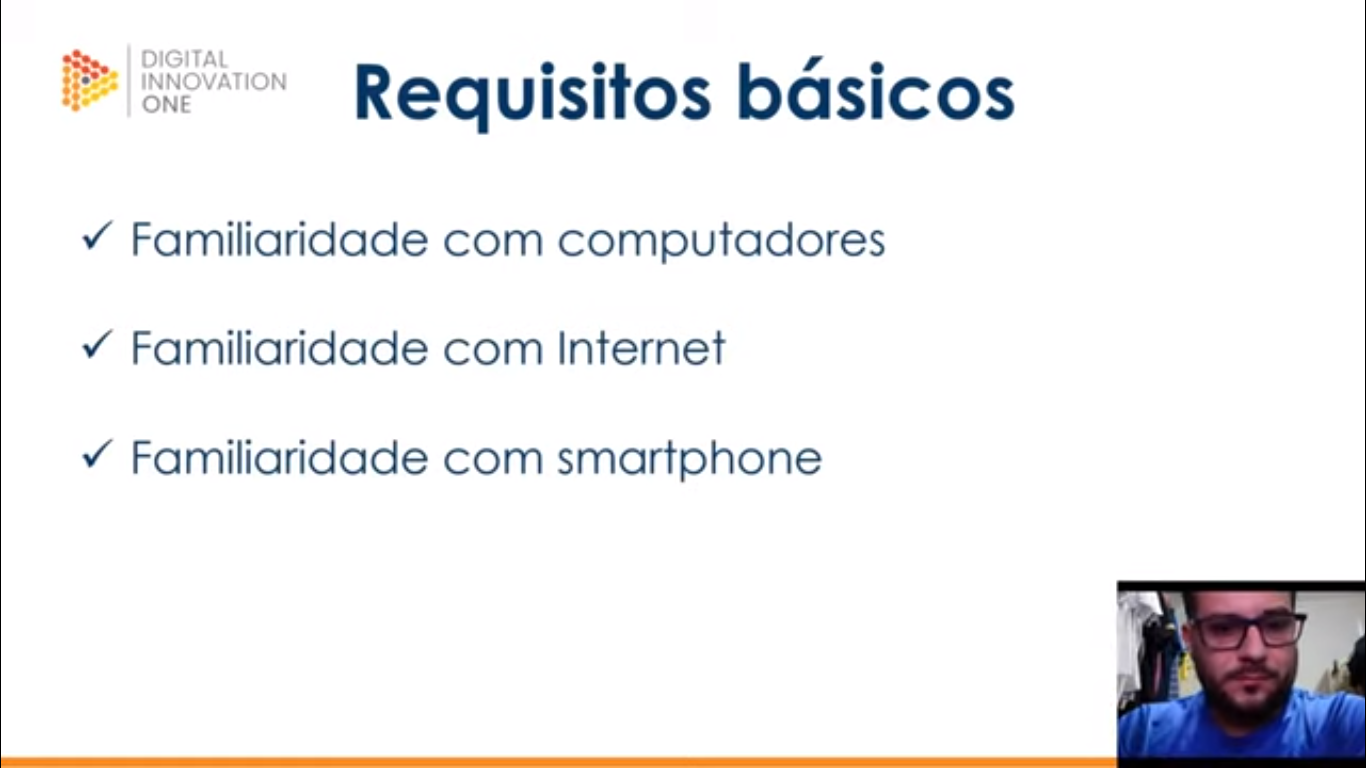 DIGITAL
INNOVATION
ONE
Requisitos básicos
✓ Familiaridade com computadores
✓ Familiaridade com Internet
✓ Familiaridade com smartphone